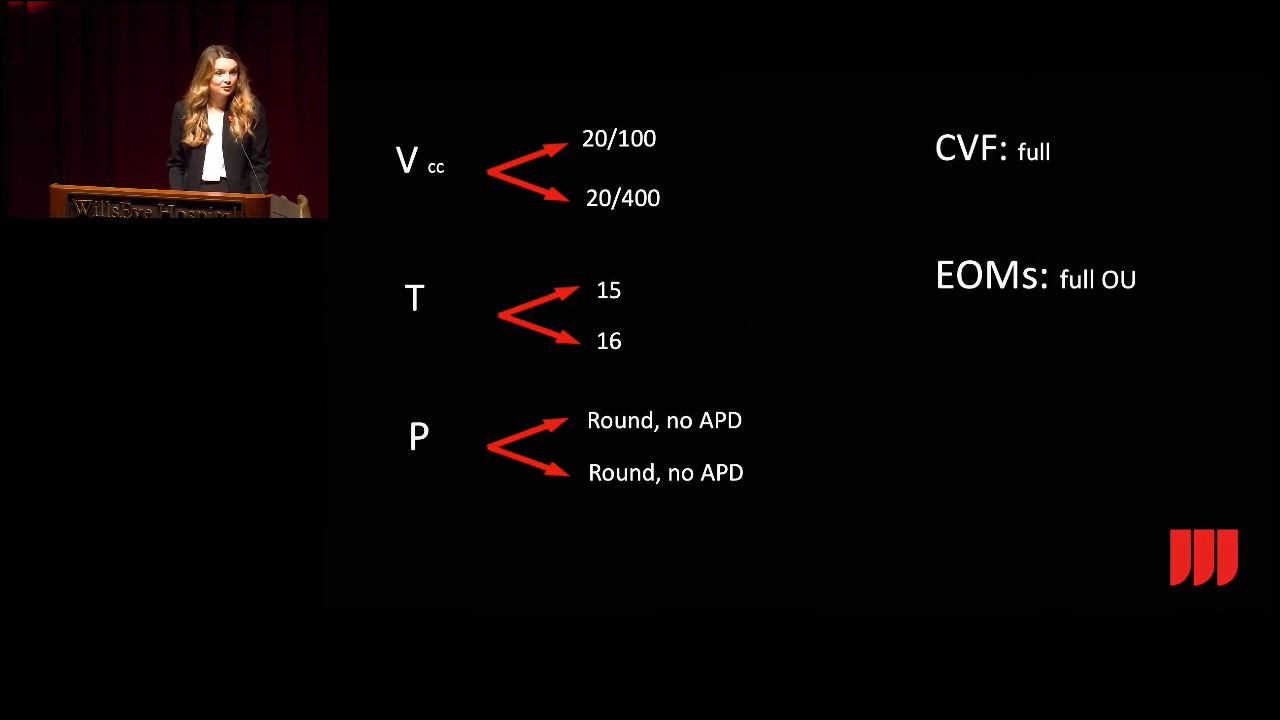 WillsEye Hospital
V cc
20/100
20/400
T
15
16
P
Round, no APD
Round, no APD
CVF: full
EOMs: full OU